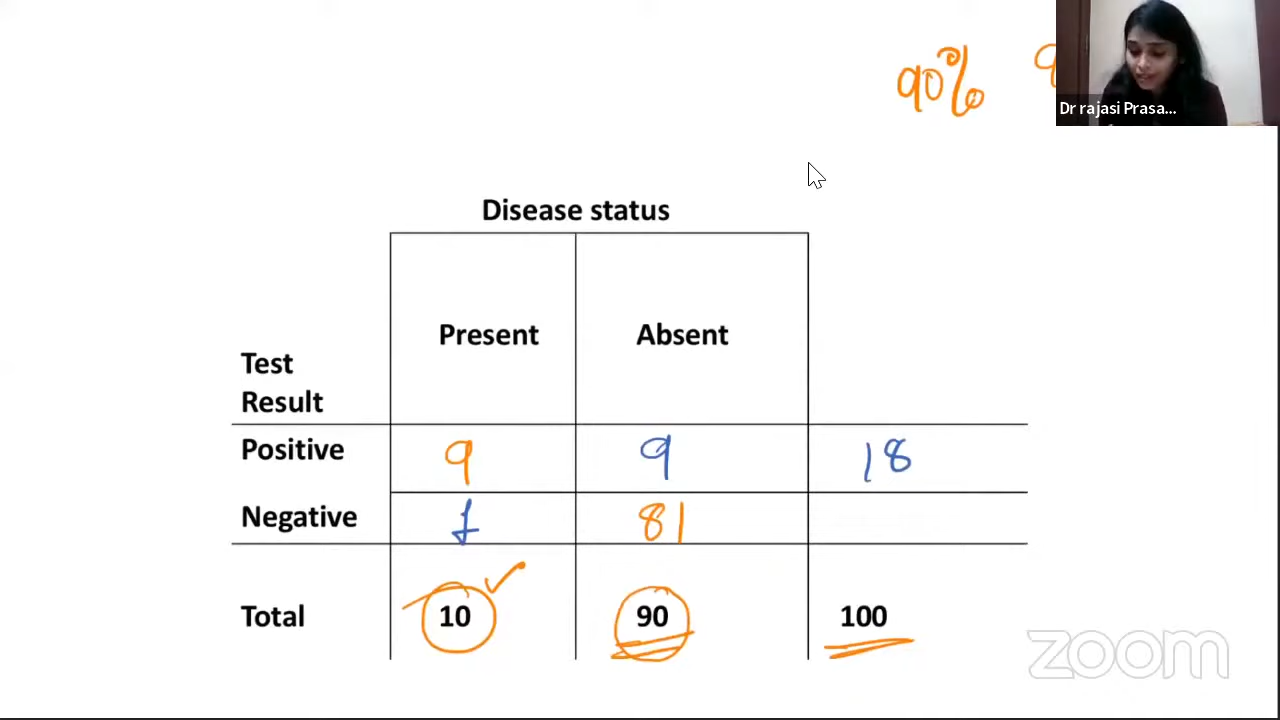 90% 9
Dr rajasi Prasa...
Disease status
Present Absent
Test
Result
Positive 9 9 18
Negative 1 81
Total 10 90 100
zoom